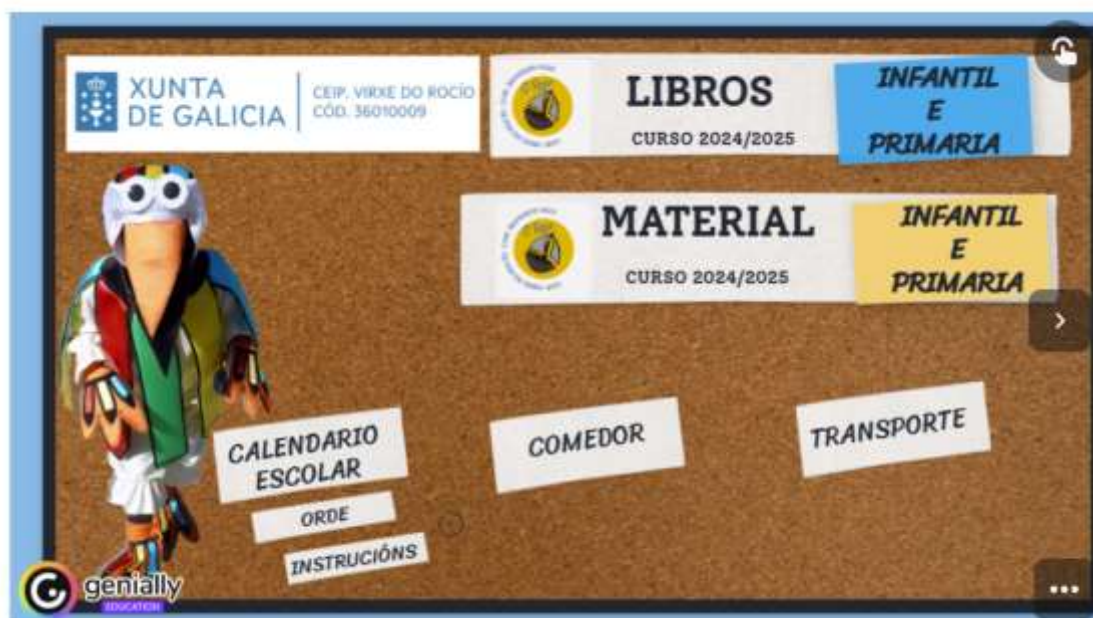 XUNTA
DE GALICIA
CEIP. VIRXE DO ROCÍO
CÓD. 36010009
LIBROS
CURSO 2024/2025
INFANTIL
E
PRIMARIA
MATERIAL
CURSO 2024/2025
INFANTIL
E
PRIMARIA
CALENDARIO
ESCOLAR
ORDE
INSTRUCIÓNS
COMEDOR
TRANSPORTE
genially
EDUCATION